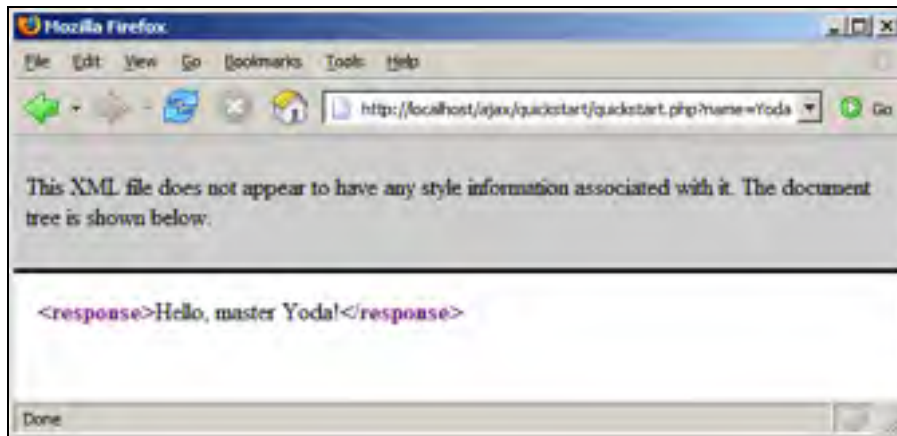 Mozilla Firefox
File Edit View Go Bookmarks Tools Help
http://localhost/ajax/quickstart/quickstart.php?name=Yoda Go
This XML file does not appear to have any style information associated with it. The document
tree is shown below.
<response>Hello, master Yoda!</response>
Done